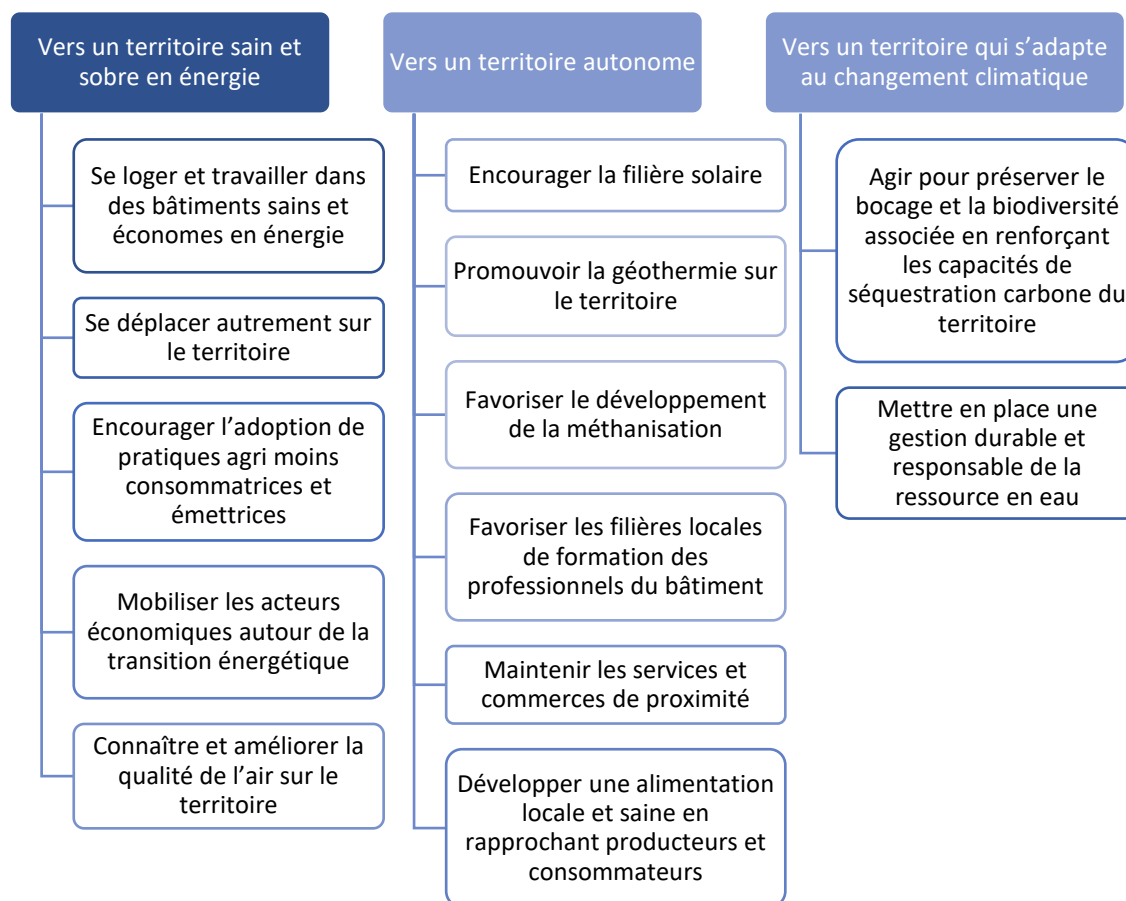 Vers un territoire sain et
sobre en énergie
Se loger et travailler dans
des bâtiments sains et
économes en énergie
Se déplacer autrement sur
le territoire
Encourager l’adoption de
pratiques agri moins
consommatrices et
émettrices
Mobiliser les acteurs
économiques autour de la
transition énergétique
Connaître et améliorer la
qualité de l’air sur le
territoire
Vers un territoire autonome
Encourager la filière solaire
Promouvoir la géothermie sur
le territoire
Favoriser le développement
de la méthanisation
Favoriser les filières locales
de formation des
professionnels du bâtiment
Maintenir les services et
commerces de proximité
Développer une alimentation
locale et saine en
rapprochant producteurs et
consommateurs
Vers un territoire qui s’adapte
au changement climatique
Agir pour préserver le
bocage et la biodiversité
associée en renforçant
les capacités de
séquestration carbone du
territoire
Mettre en place une
gestion durable et
responsable de la
ressource en eau